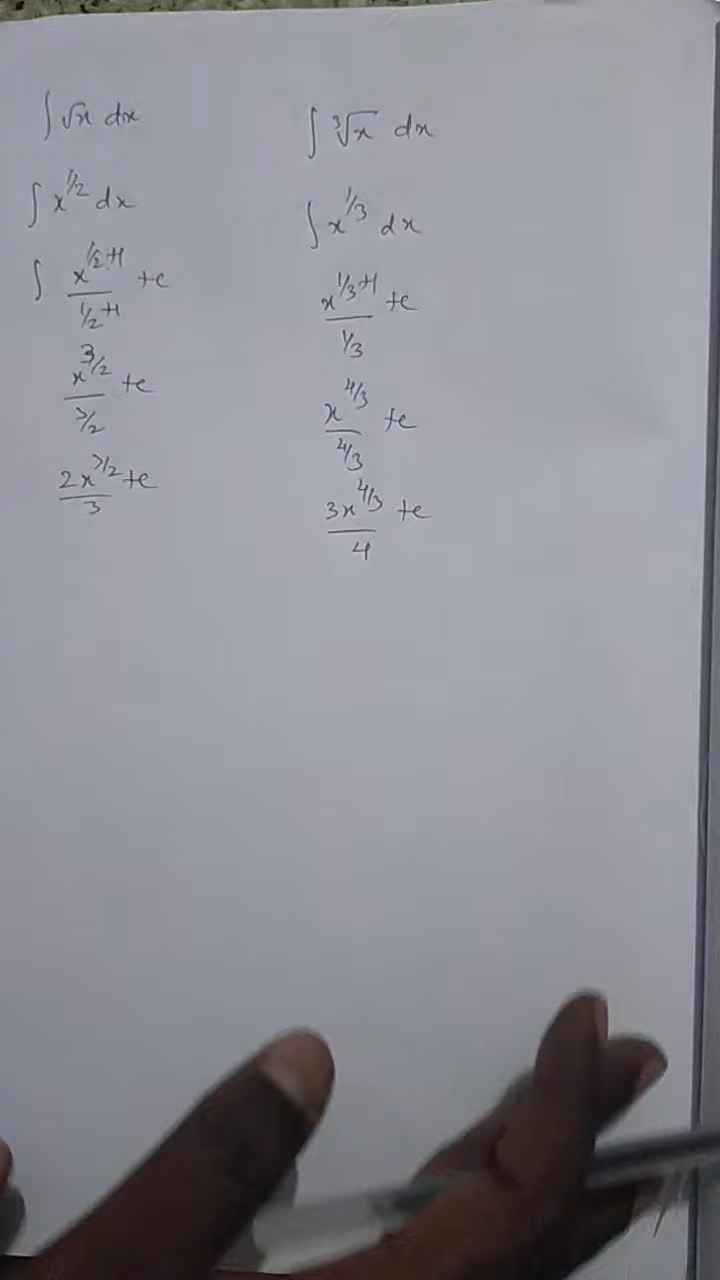 ∫ √x dx
∫ x^1/2 dx
∫ x^1/2+1 / 1/2+1 +c
x^3/2 / 3/2 +c
2x^3/2 / 3 +c
∫ ∛x dx
∫ x^1/3 dx
x^1/3+1 / 1/3 +c
x^4/3 / 4/3 +c
3x^4/3 / 4 +c